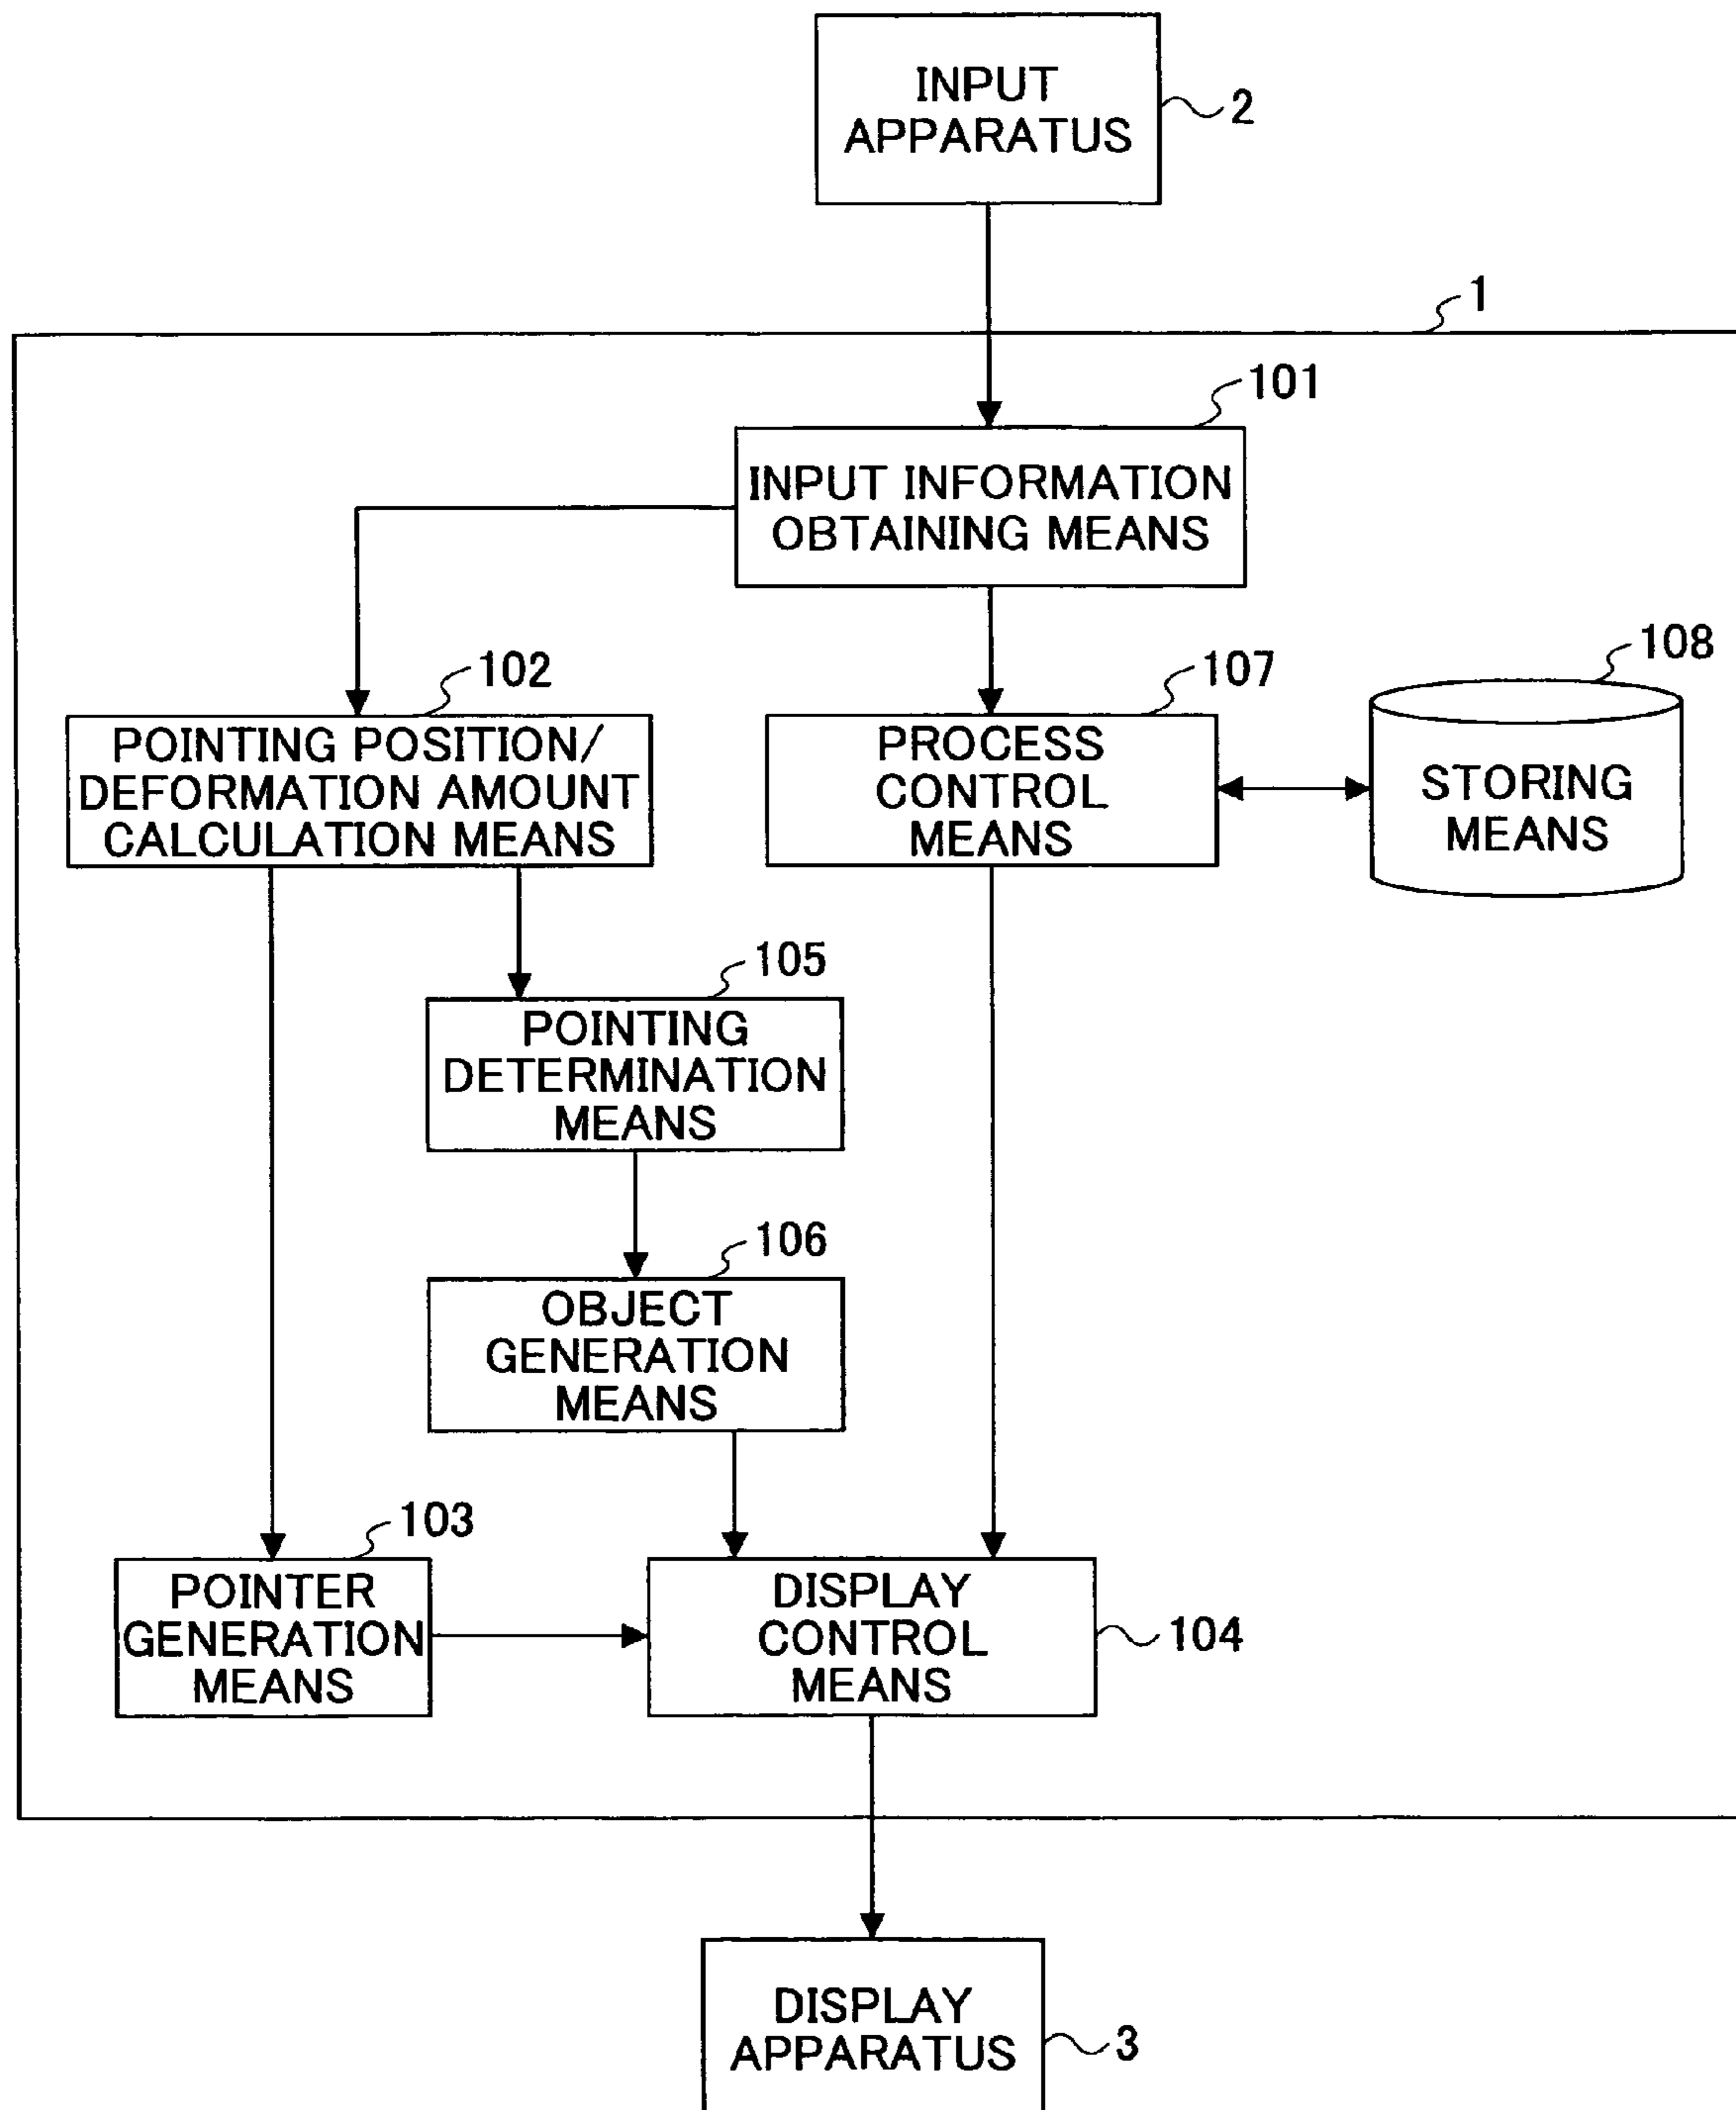 INPUT
APPARATUS
2
1
101
INPUT INFORMATION
OBTAINING MEANS
102
POINTING POSITION/
DEFORMATION AMOUNT
CALCULATION MEANS
107
PROCESS
CONTROL
MEANS
108
STORING
MEANS
105
POINTING
DETERMINATION
MEANS
106
OBJECT
GENERATION
MEANS
103
POINTER
GENERATION
MEANS
DISPLAY
CONTROL
MEANS
104
DISPLAY
APPARATUS
3